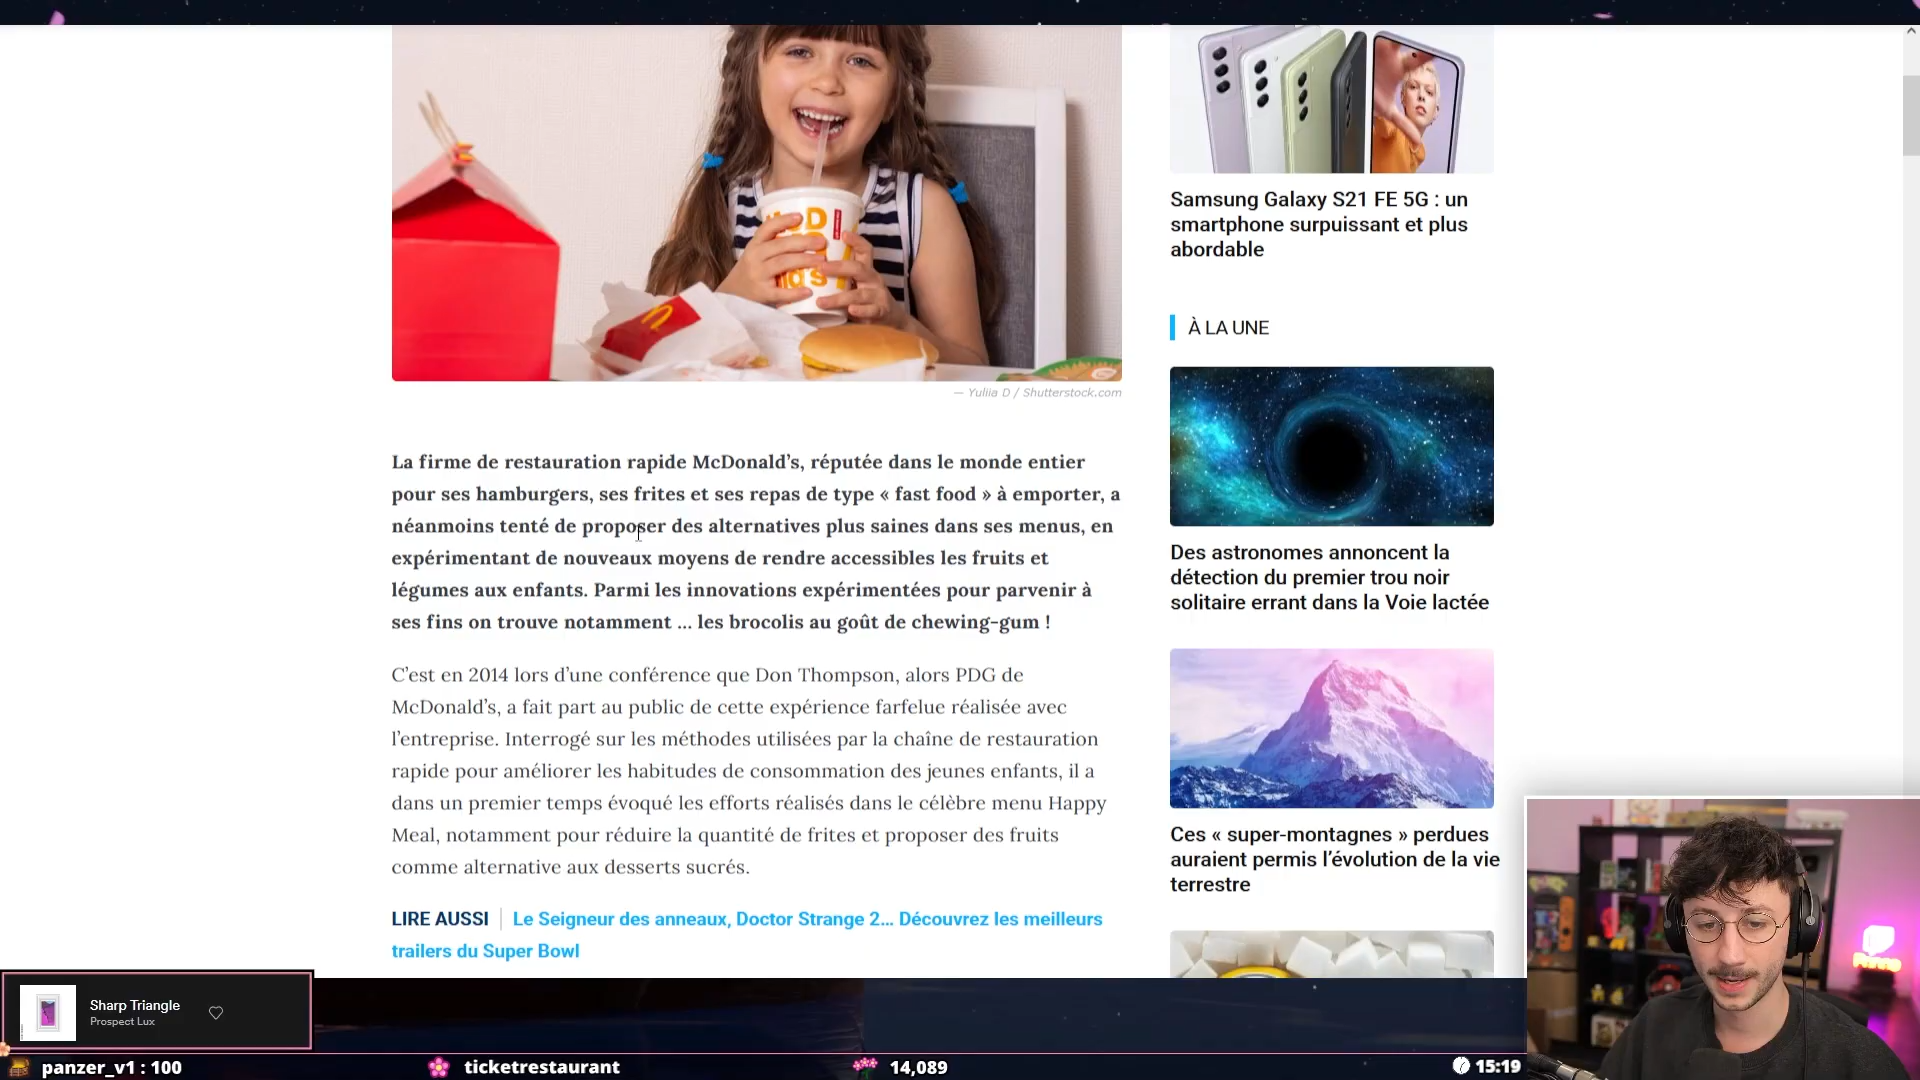 — Yuliia D / Shutterstock.com
La firme de restauration rapide McDonald’s, réputée dans le monde entier
pour ses hamburgers, ses frites et ses repas de type « fast food » à emporter, a
néanmoins tenté de proposer des alternatives plus saines dans ses menus, en
expérimentant de nouveaux moyens de rendre accessibles les fruits et
légumes aux enfants. Parmi les innovations expérimentées pour parvenir à
ses fins on trouve notamment … les brocolis au goût de chewing-gum !
C’est en 2014 lors d’une conférence que Don Thompson, alors PDG de
McDonald’s, a fait part au public de cette expérience farfelue réalisée avec
l’entreprise. Interrogé sur les méthodes utilisées par la chaîne de restauration
rapide pour améliorer les habitudes de consommation des jeunes enfants, il a
dans un premier temps évoqué les efforts réalisés dans le célèbre menu Happy
Meal, notamment pour réduire la quantité de frites et proposer des fruits
comme alternative aux desserts sucrés.
LIRE AUSSI Le Seigneur des anneaux, Doctor Strange 2… Découvrez les meilleurs
trailers du Super Bowl
Samsung Galaxy S21 FE 5G : un
smartphone surpuissant et plus
abordable
À LA UNE
Des astronomes annoncent la
détection du premier trou noir
solitaire errant dans la Voie lactée
Ces « super-montagnes » perdues
auraient permis l’évolution de la vie
terrestre
Sharp Triangle
Prospect Lux
panzer_v1 : 100
ticketrestaurant
14,089
15:19